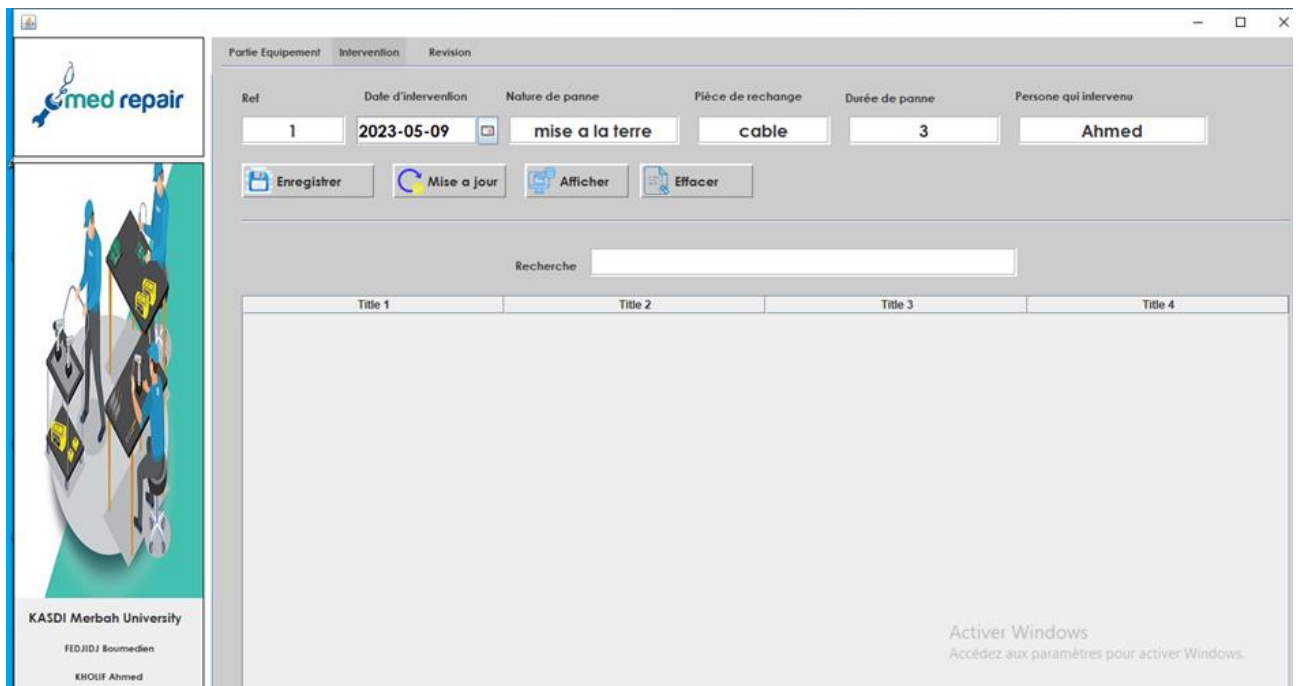 med repair
Partie Equipement Intervention Revision
Ref Date d'intervention Nature de panne Pièce de rechange Durée de panne Persone qui intervenu
1 2023-05-09 mise a la terre cable 3 Ahmed
Enregistrer Mise a jour Afficher Effacer
Recherche
Title 1 Title 2 Title 3 Title 4
KASDI Merbah University
FEDJIDJ Boumedien
KHOLIF Ahmed
Activer Windows
Accédez aux paramètres pour activer Windows.